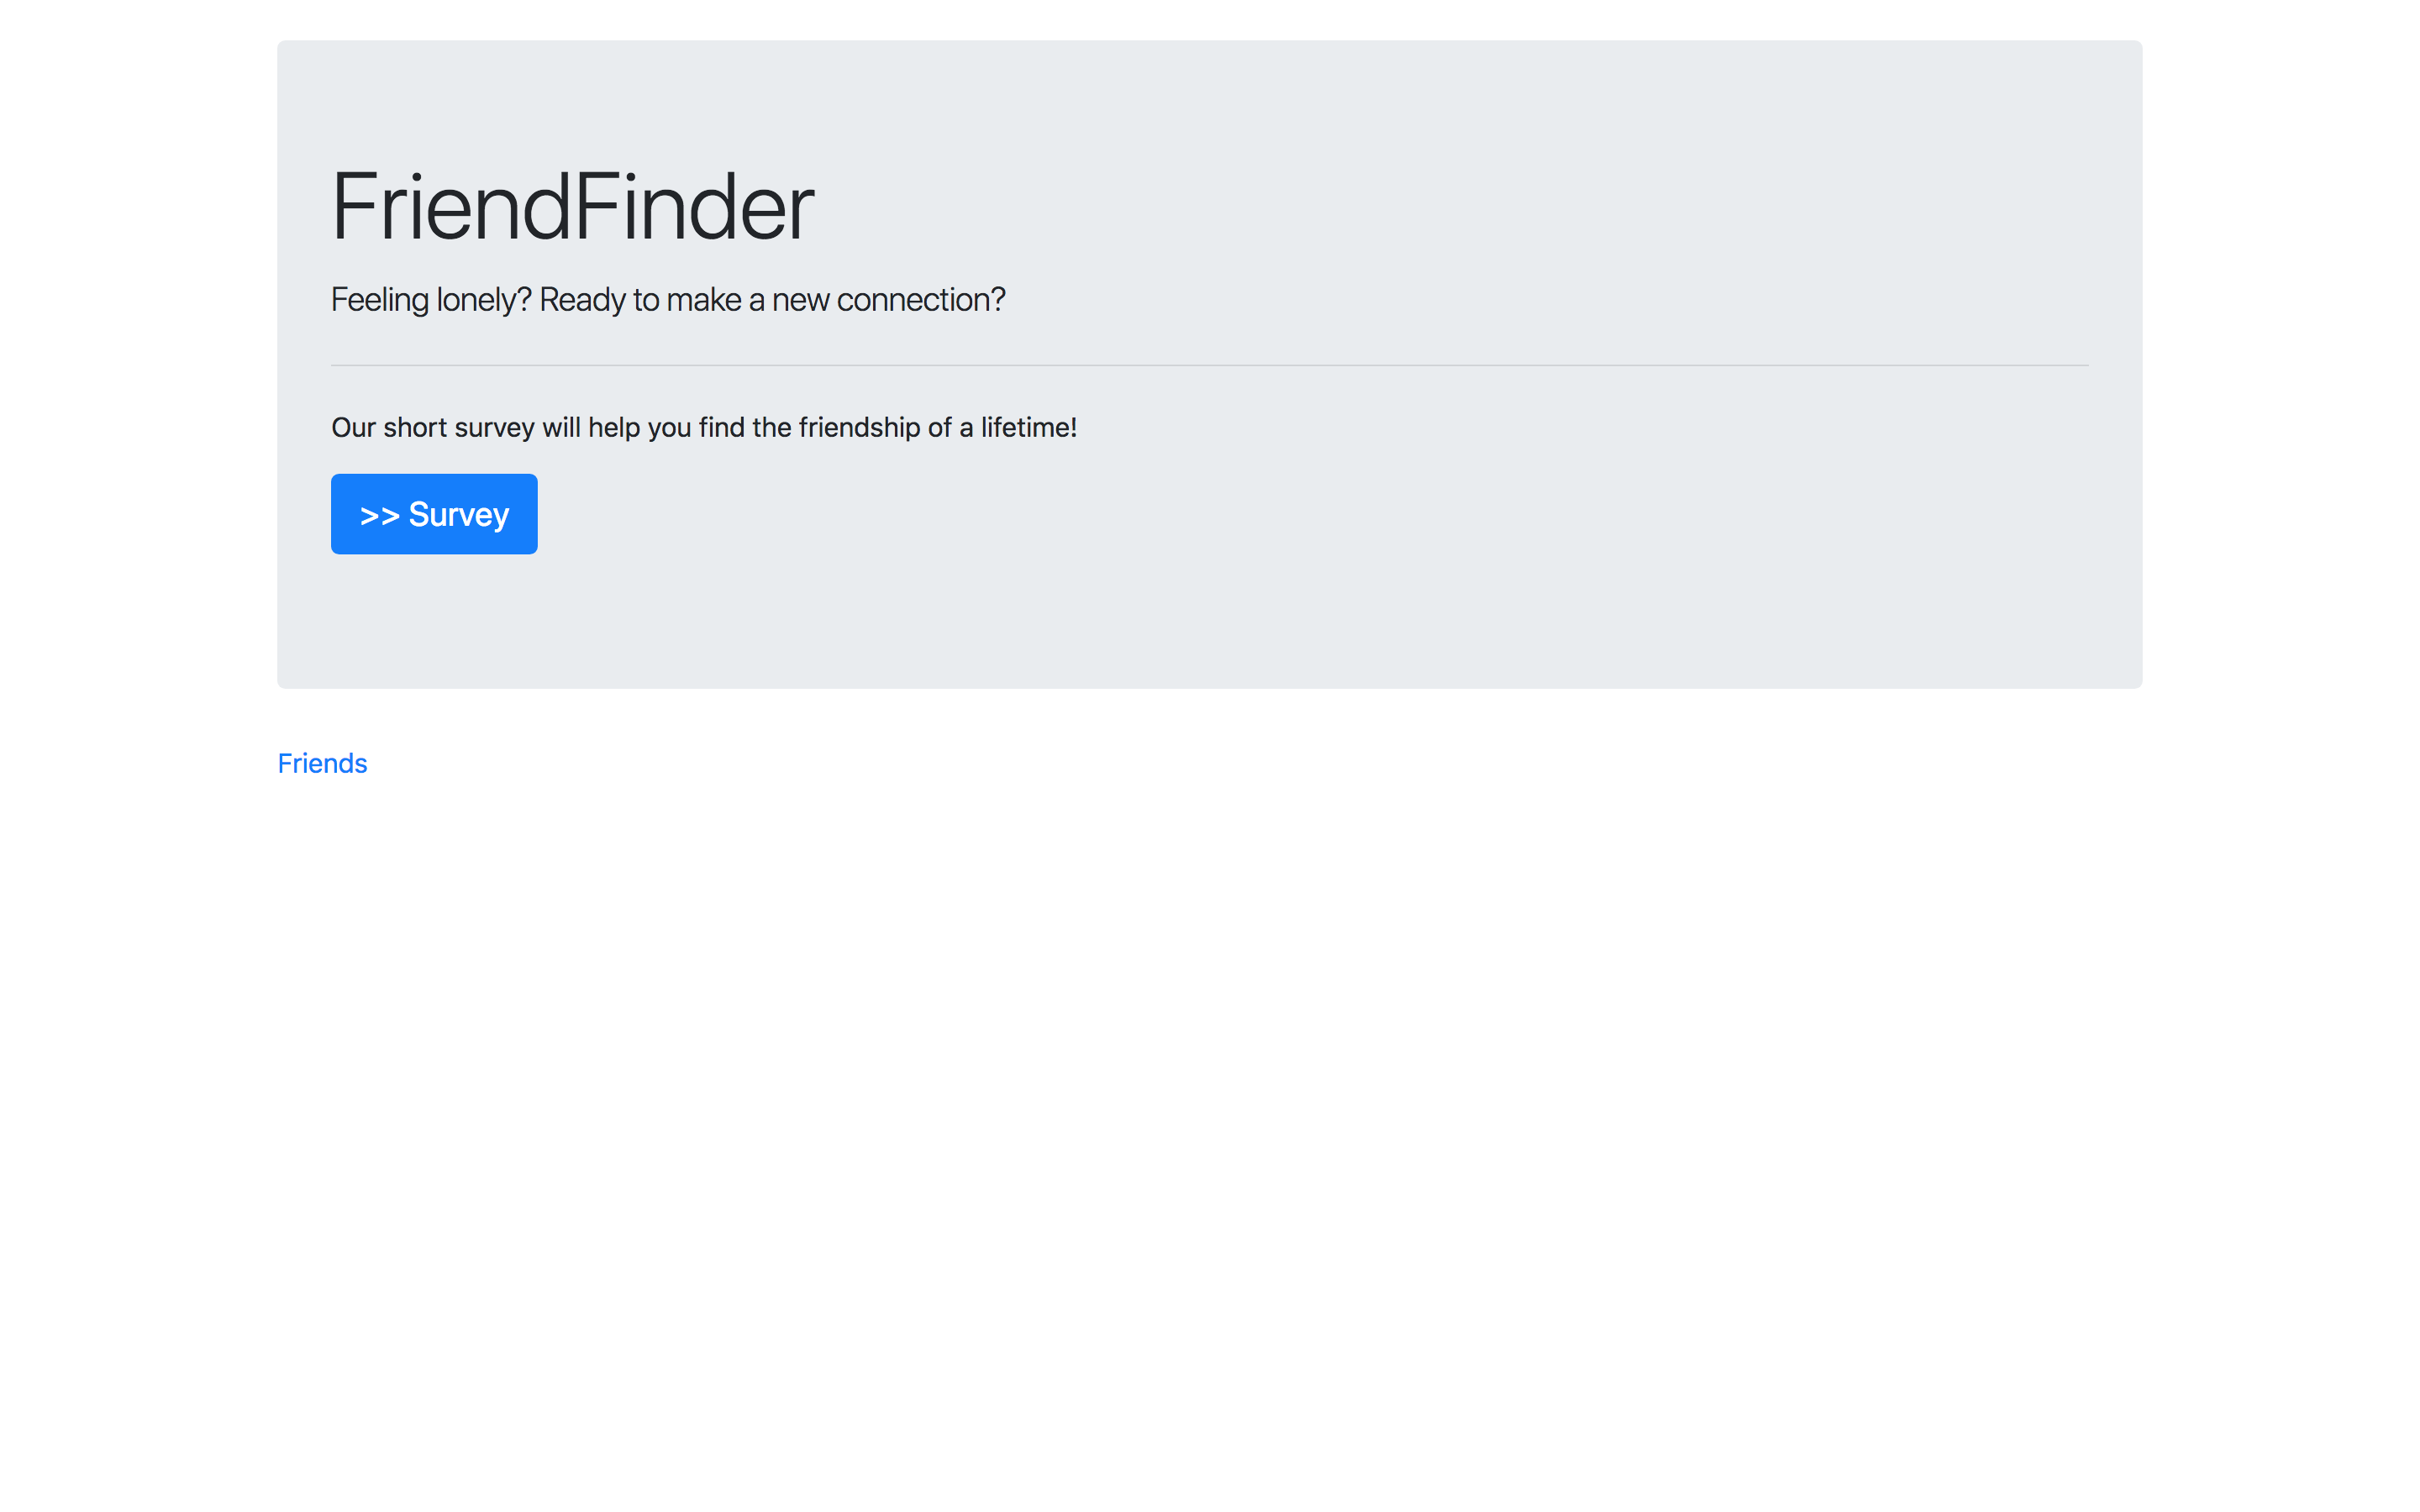 FriendFinder
Feeling lonely? Ready to make a new connection?
Our short survey will help you find the friendship of a lifetime!
>> Survey
Friends